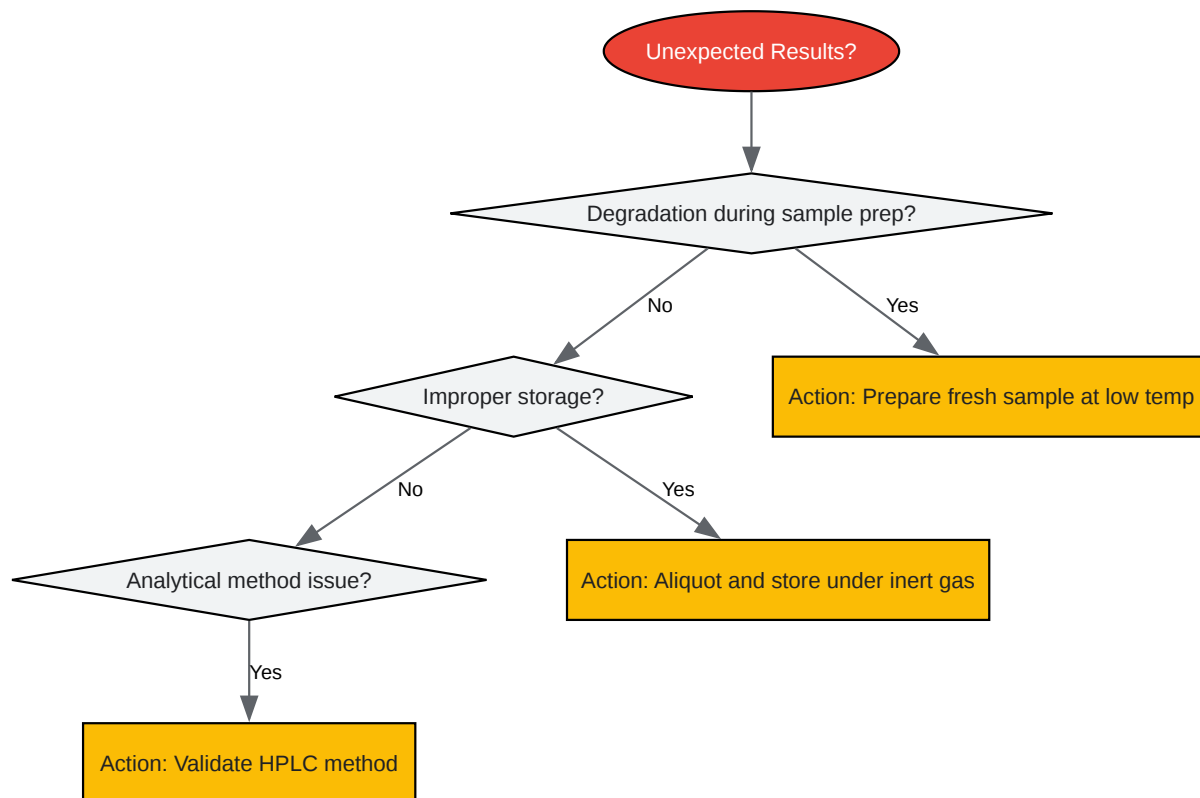 Unexpected Results?
Degradation during sample prep?
No
Yes
Improper storage?
Action: Prepare fresh sample at low temp
No
Yes
Analytical method issue?
Action: Aliquot and store under inert gas
Yes
Action: Validate HPLC method